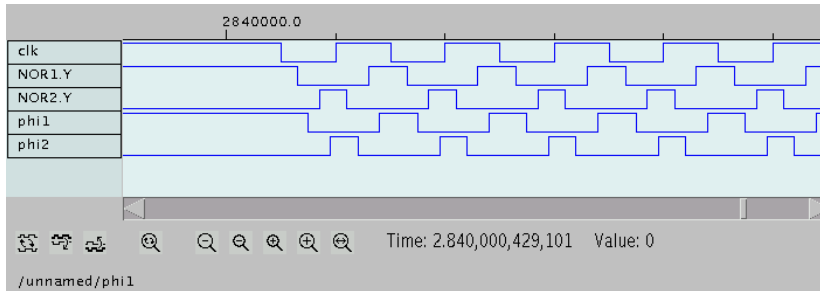 2840000.0
clk
NOR1.Y
NOR2.Y
phi1
phi2
Time: 2.840,000,429,101 Value: 0
/unnamed/phi1